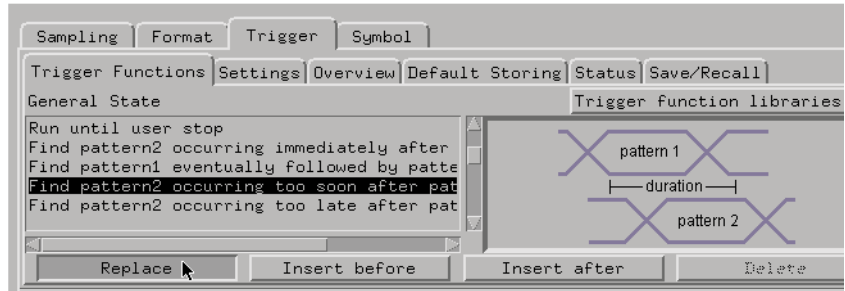 Sampling Format Trigger Symbol
Trigger Functions Settings Overview Default Storing Status Save/Recall
General State Trigger function libraries
Run until user stop
Find pattern2 occurring immediately after
Find pattern1 eventually followed by patte
Find pattern2 occurring too soon after pat
Find pattern2 occurring too late after pat
pattern 1
duration
pattern 2
Replace Insert before Insert after Delete